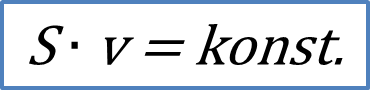 S · v = konst.